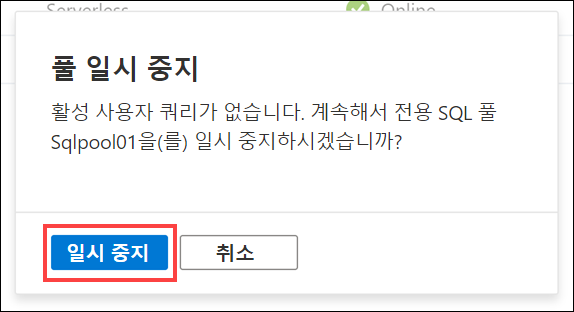 Serverless Online
풀 일시 중지
활성 사용자 쿼리가 없습니다. 계속해서 전용 SQL 풀
Sqlpool01을(를) 일시 중지하시겠습니까?
일시 중지 취소